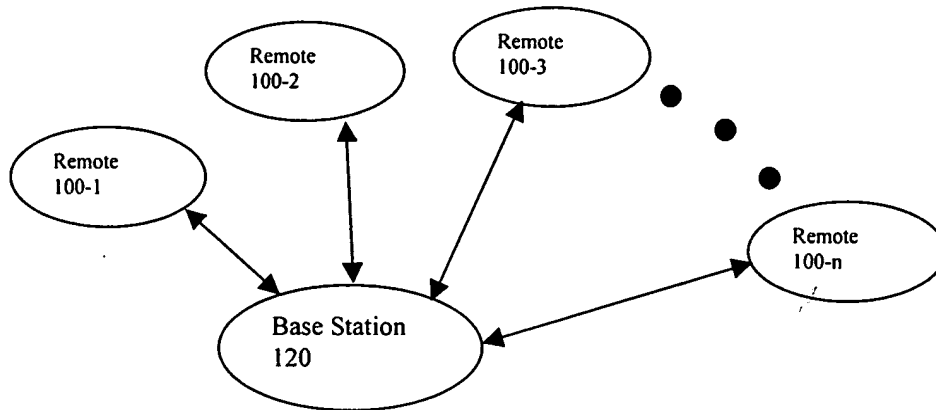 Remote
100-1
Remote
100-2
Remote
100-3
Remote
100-n
Base Station
120